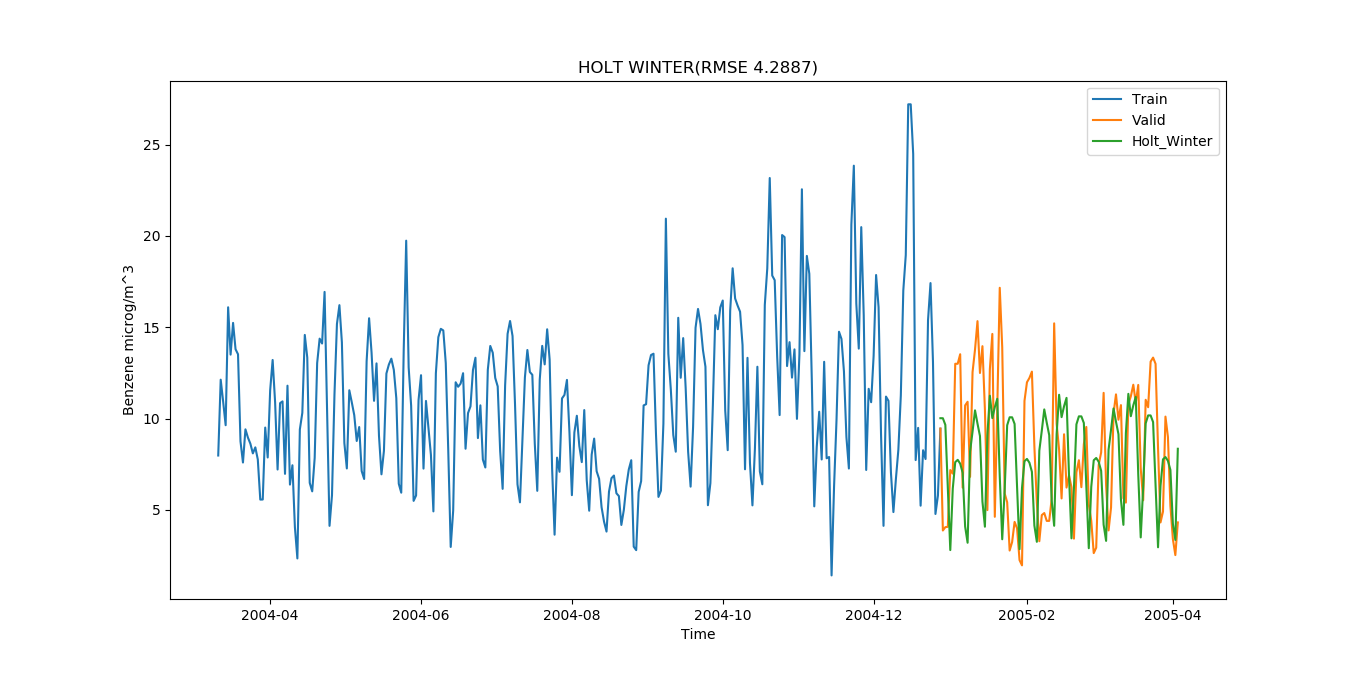 HOLT WINTER(RMSE 4.2887)
Train
Valid
Holt_Winter
25
20
15
10
5
Benzene microg/m^3
2004-04
2004-06
2004-08
2004-10
2004-12
2005-02
2005-04
Time